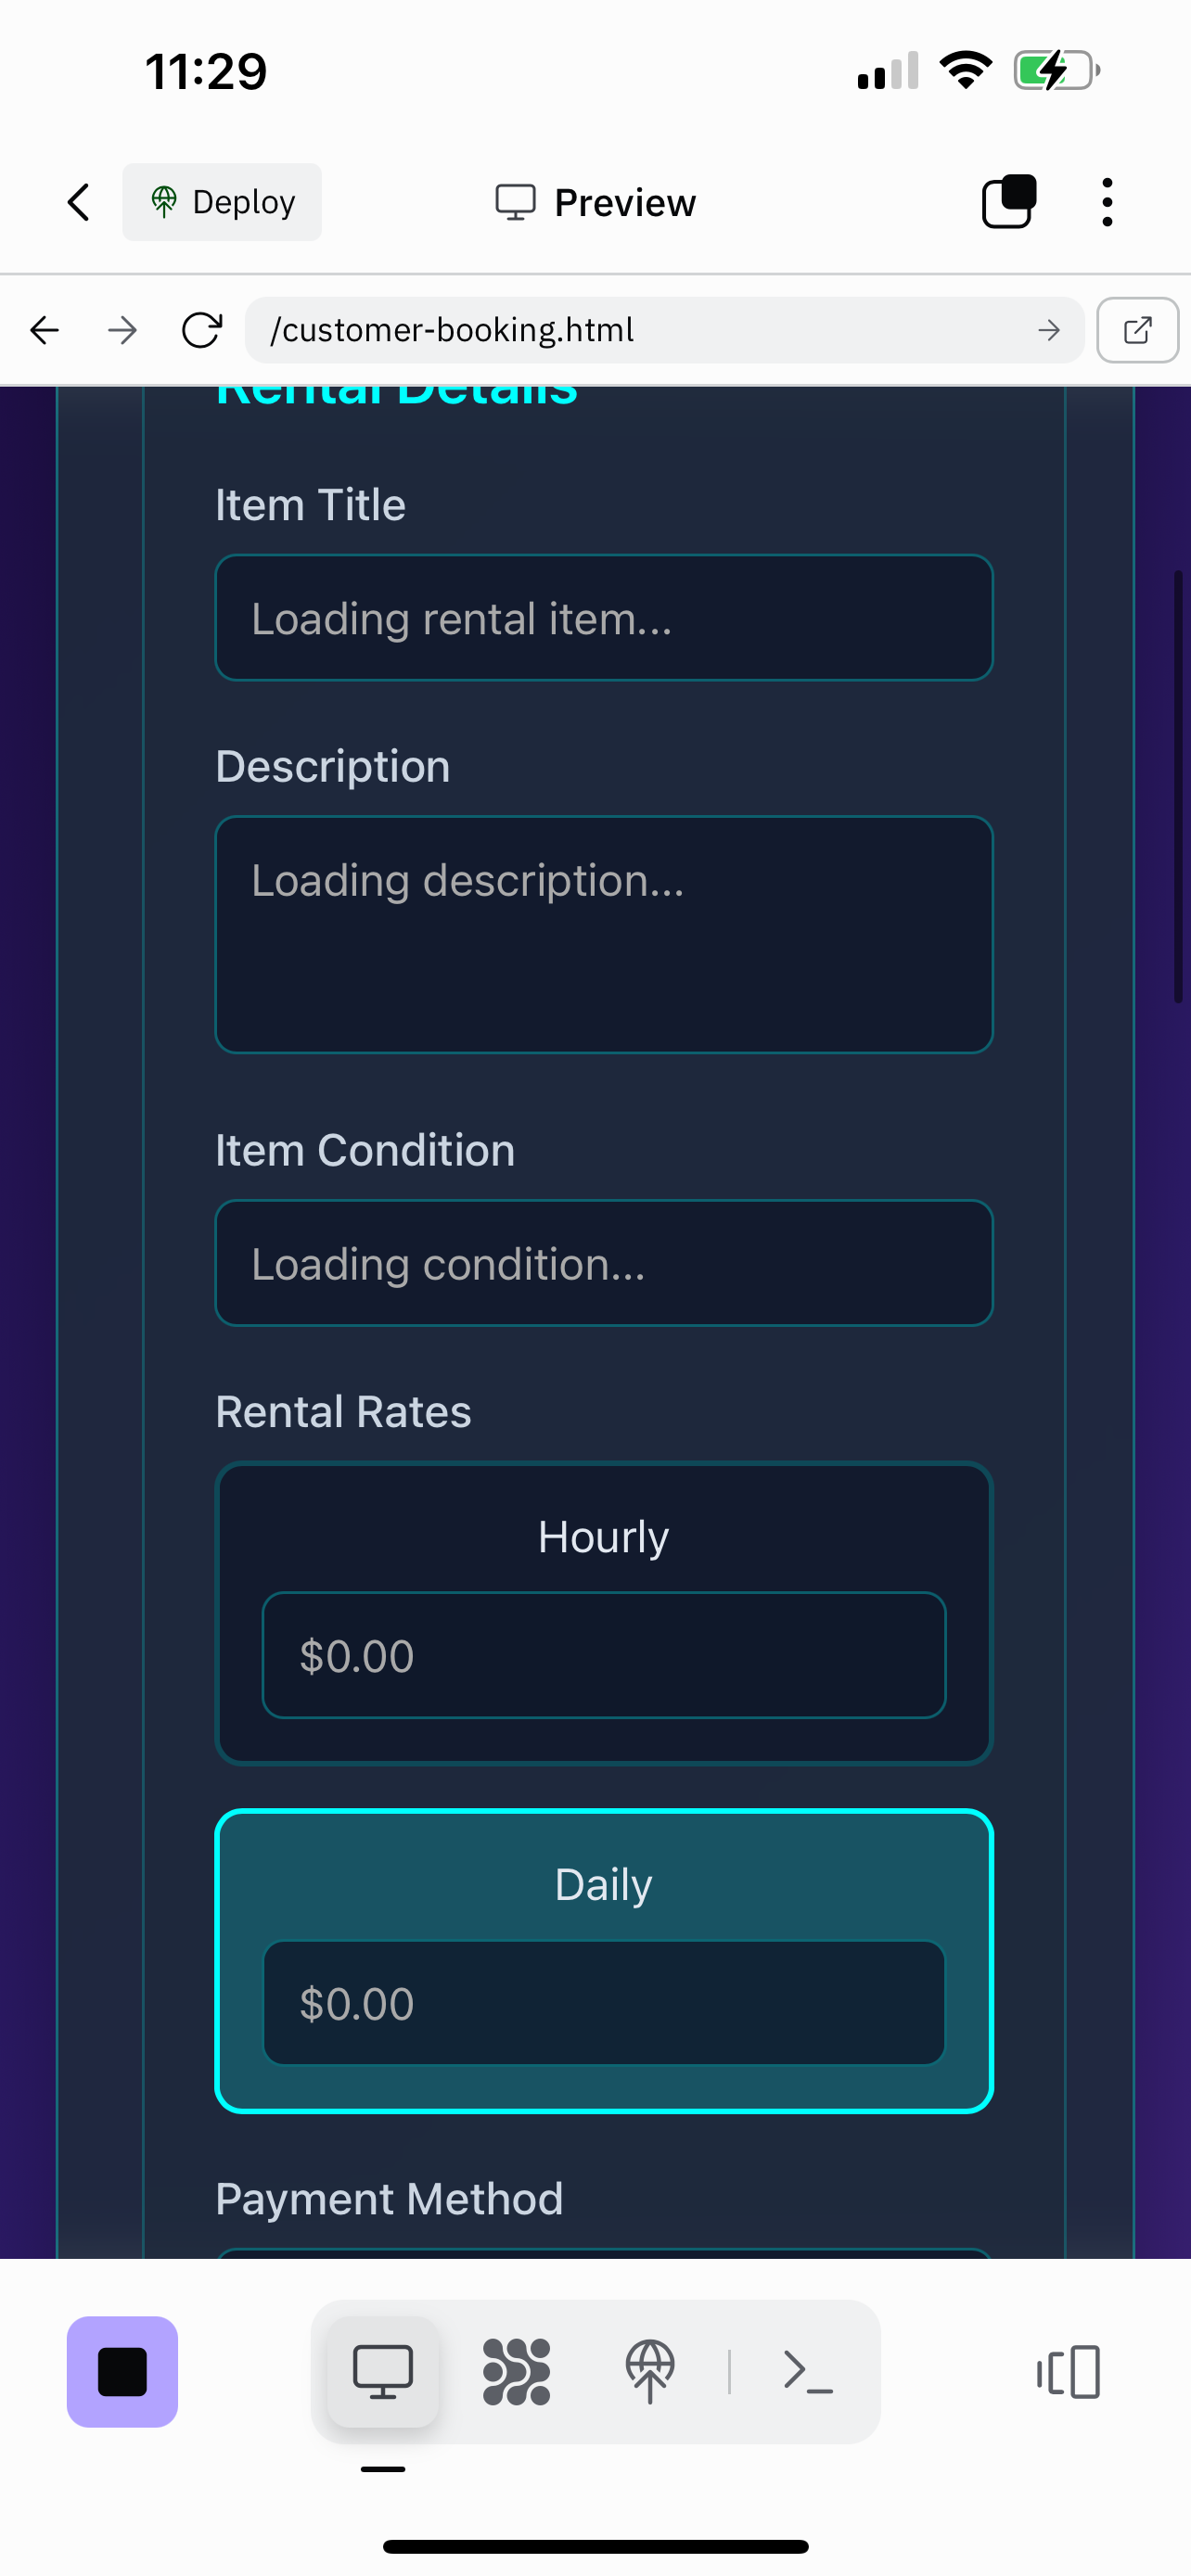 11:29
Deploy
Preview
/customer-booking.html
Rental Details
Item Title
Loading rental item...
Description
Loading description...
Item Condition
Loading condition...
Rental Rates
Hourly
$0.00
Daily
$0.00
Payment Method